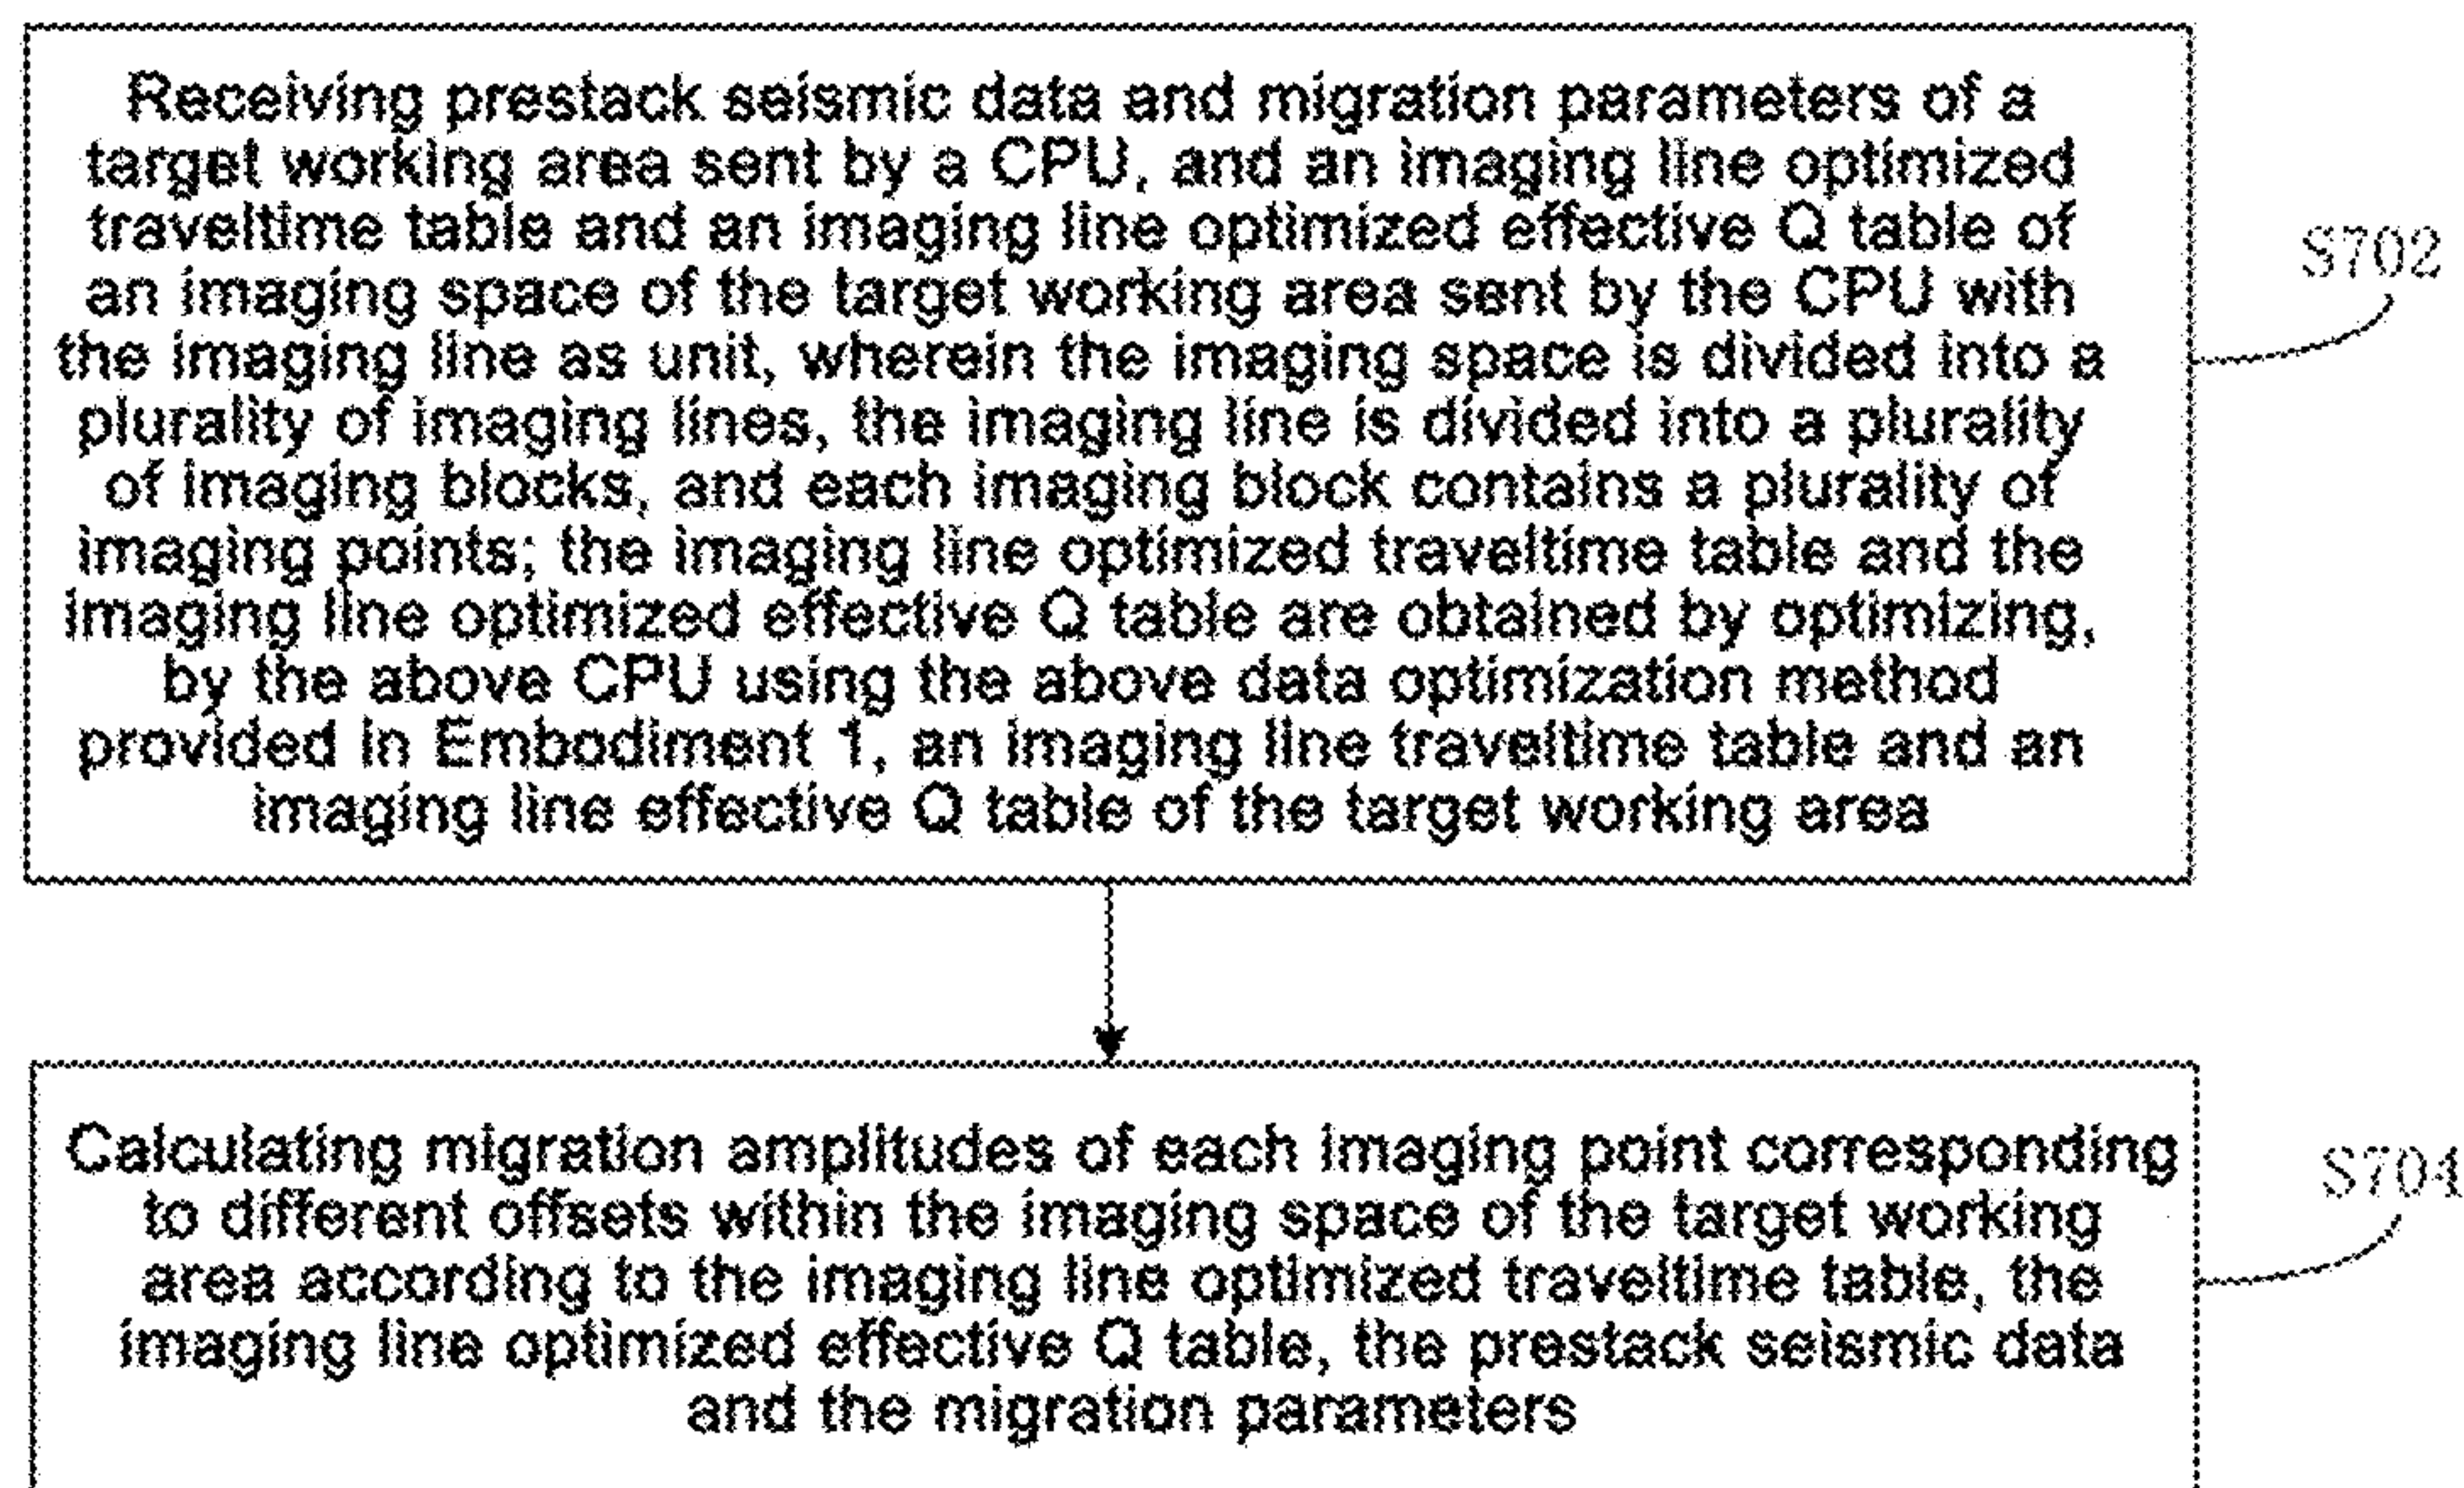 Receiving prestack seismic data and migration parameters of a
target working area sent by a CPU, and an imaging line optimized
traveltime table and an imaging line optimized effective Q table of
an imaging space of the target working area sent by the CPU with
the imaging line as unit, wherein the imaging space is divided into a
plurality of imaging lines, the imaging line is divided into a plurality
of imaging blocks, and each imaging block contains a plurality of
imaging points; the imaging line optimized traveltime table and the
imaging line optimized effective Q table are obtained by optimizing,
by the above CPU using the above data optimization method
provided in Embodiment 1, an imaging line traveltime table and an
imaging line effective Q table of the target working area
S702
Calculating migration amplitudes of each imaging point corresponding
to different offsets within the imaging space of the target working
area according to the imaging line optimized traveltime table, the
imaging line optimized effective Q table, the prestack seismic data
and the migration parameters
S704